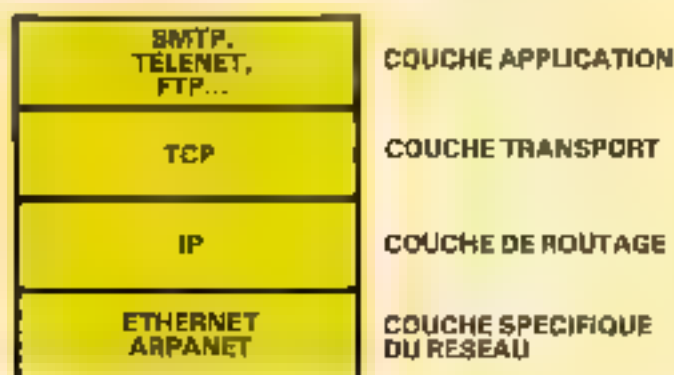 SMTP,
TELENET,
FTP...
COUCHE APPLICATION
TCP
COUCHE TRANSPORT
IP
COUCHE DE ROUTAGE
ETHERNET
ARPANET
COUCHE SPECIFIQUE
DU RESEAU